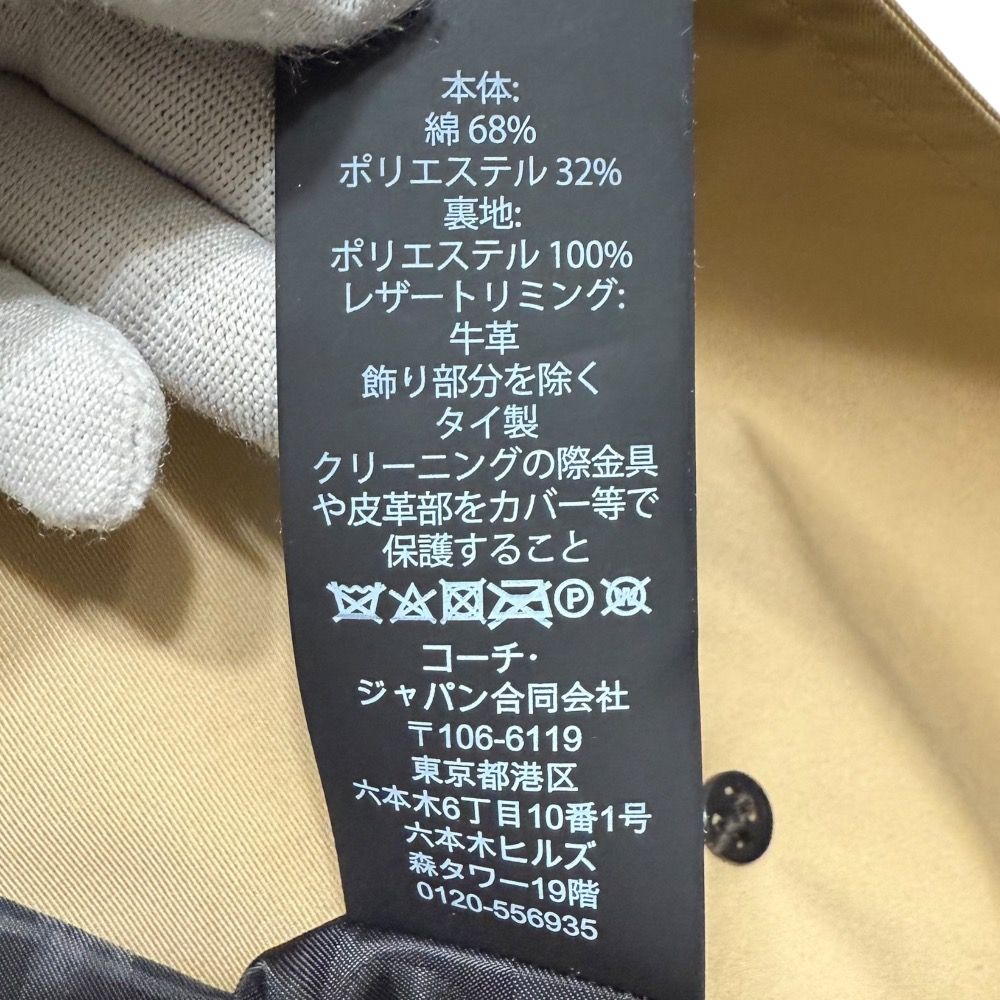 本体:
綿 68%
ポリエステル 32%
裏地:
ポリエステル 100%
レザートリミング:
牛革
飾り部分を除く
タイ製
クリーニングの際金具
や皮革部をカバー等で
保護すること
P W
コーチ・
ジャパン合同会社
〒106-6119
東京都港区
六本木6丁目10番1号
六本木ヒルズ
森タワー19階
0120-556935